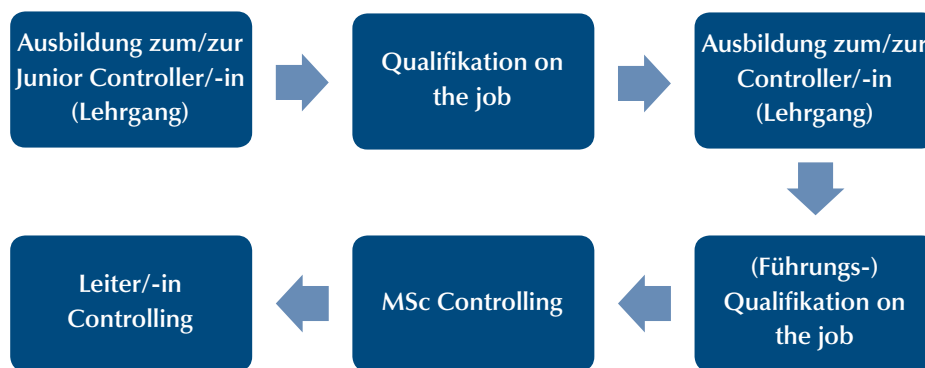 Ausbildung zum/zur
Junior Controller/-in
(Lehrgang)
Qualifikation on
the job
Ausbildung zum/zur
Controller/-in
(Lehrgang)
(Führungs-)
Qualifikation on
the job
MSc Controlling
Leiter/-in
Controlling